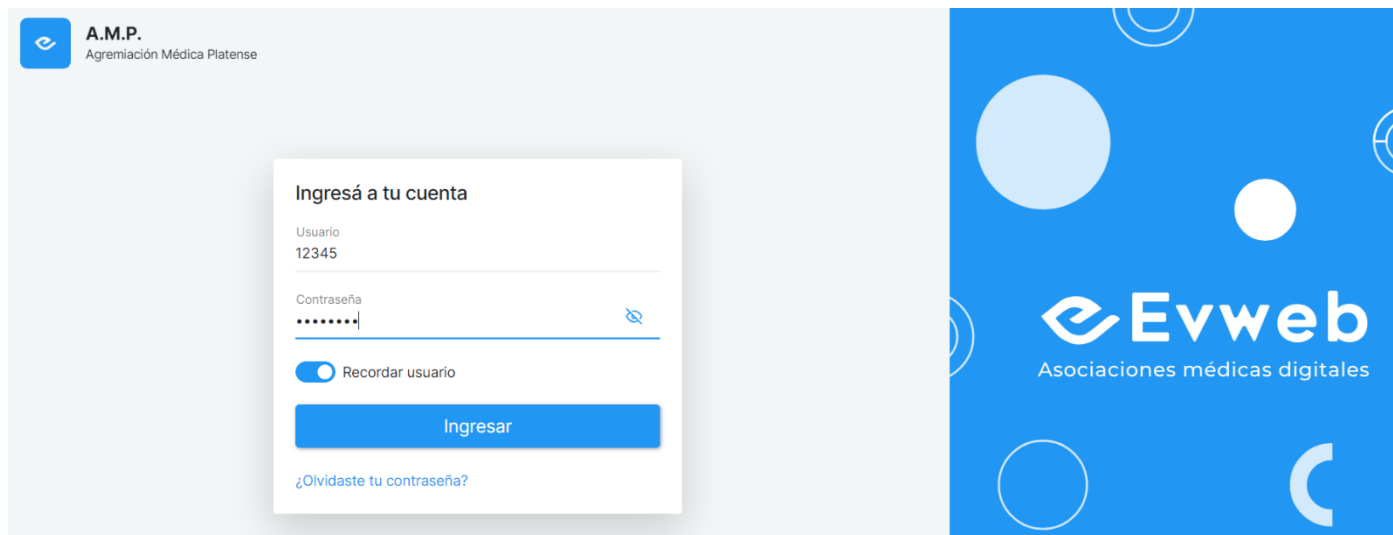 A.M.P.
Agremiación Médica Platense
Ingresá a tu cuenta
Usuario
12345
Contraseña
••••••••
Recordar usuario
Ingresar
¿Olvidaste tu contraseña?
Evweb
Asociaciones médicas digitales